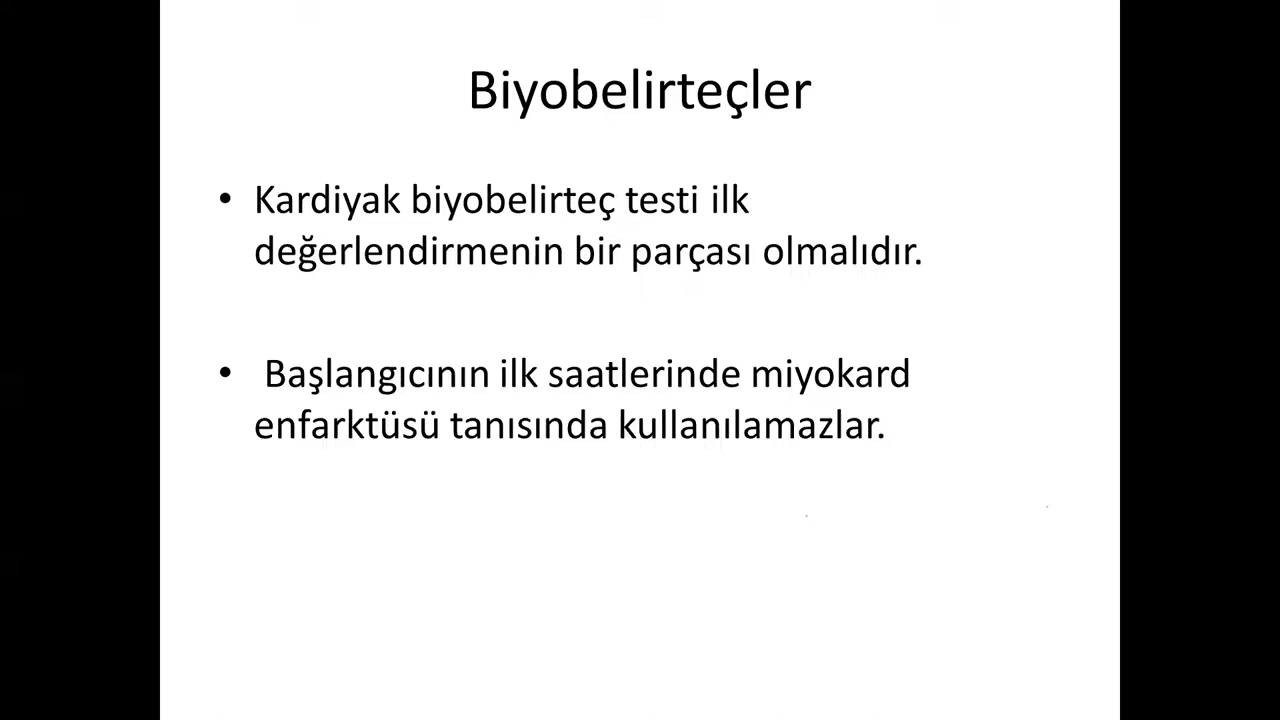 Biyobelirteçler
• Kardiyak biyobelirteç testi ilk
değerlendirmenin bir parçası olmalıdır.
• Başlangıcının ilk saatlerinde miyokard
enfarktüsü tanısında kullanılamazlar.